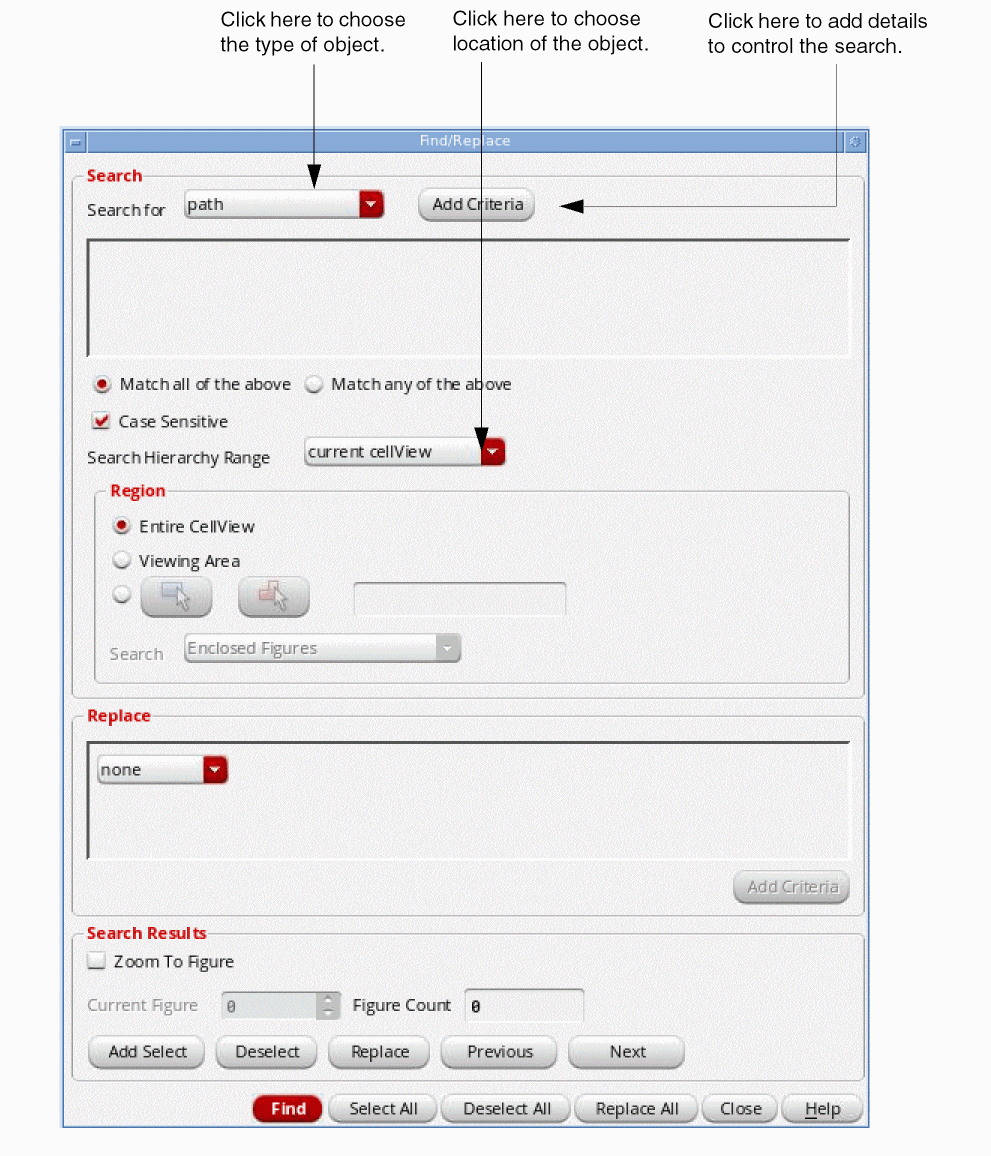 Click here to choose
the type of object.
Click here to choose
location of the object.
Click here to add details
to control the search.
Find/Replace
Search
Search for path Add Criteria
Match all of the above Match any of the above
Case Sensitive
Search Hierarchy Range current cellView
Region
Entire CellView
Viewing Area
Search Enclosed Figures
Replace
none
Add Criteria
Search Results
Zoom To Figure
Current Figure 0 Figure Count 0
Add Select Deselect Replace Previous Next
Find Select All Deselect All Replace All Close Help